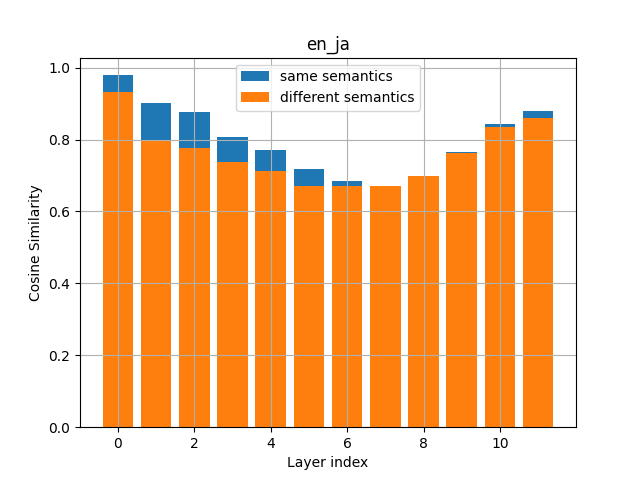 en_ja
same semantics
different semantics
1.0
0.8
0.6
0.4
0.2
0.0
Cosine Similarity
0 2 4 6 8 10
Layer index